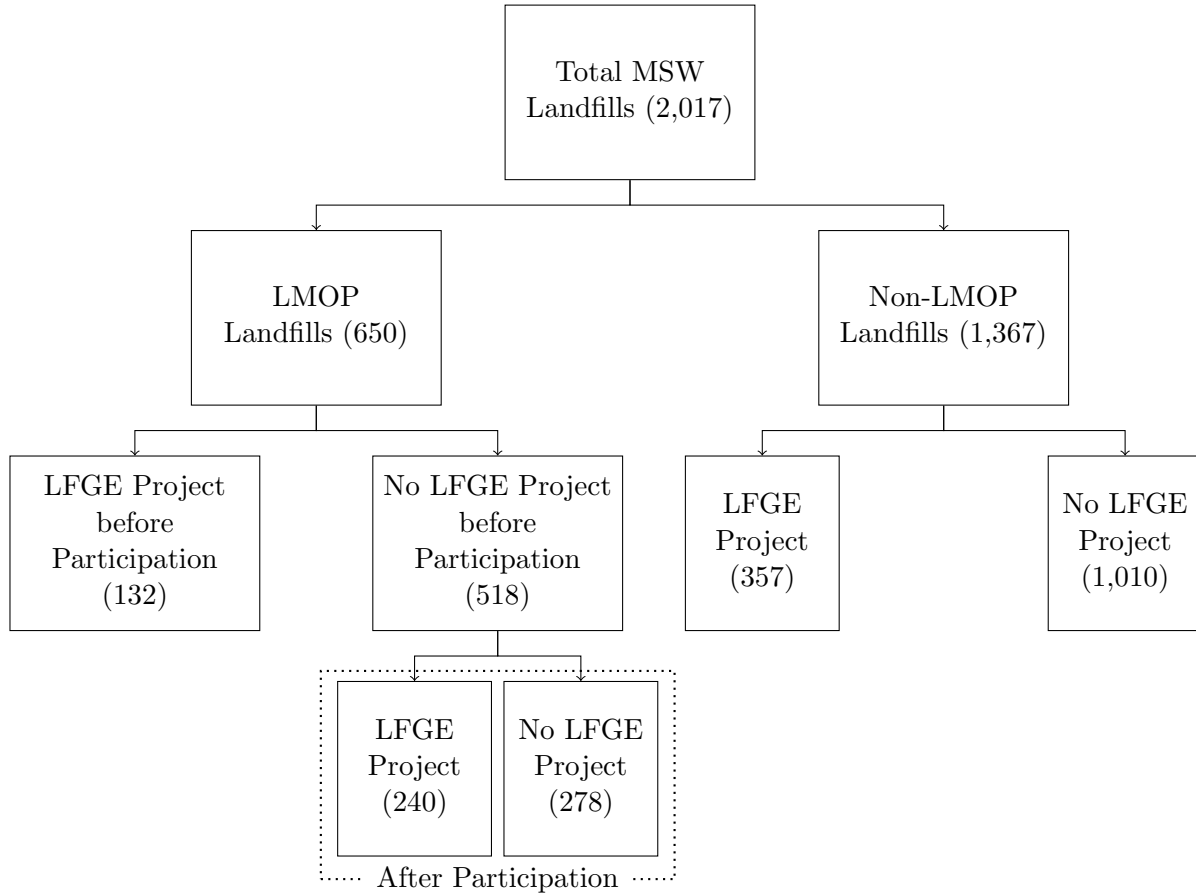 Total MSW
Landfills (2,017)
LMOP
Landfills (650)
Non-LMOP
Landfills (1,367)
LFGE Project
before
Participation
(132)
No LFGE Project
before
Participation
(518)
LFGE
Project
(357)
No LFGE
Project
(1,010)
LFGE
Project
(240)
No LFGE
Project
(278)
After Participation